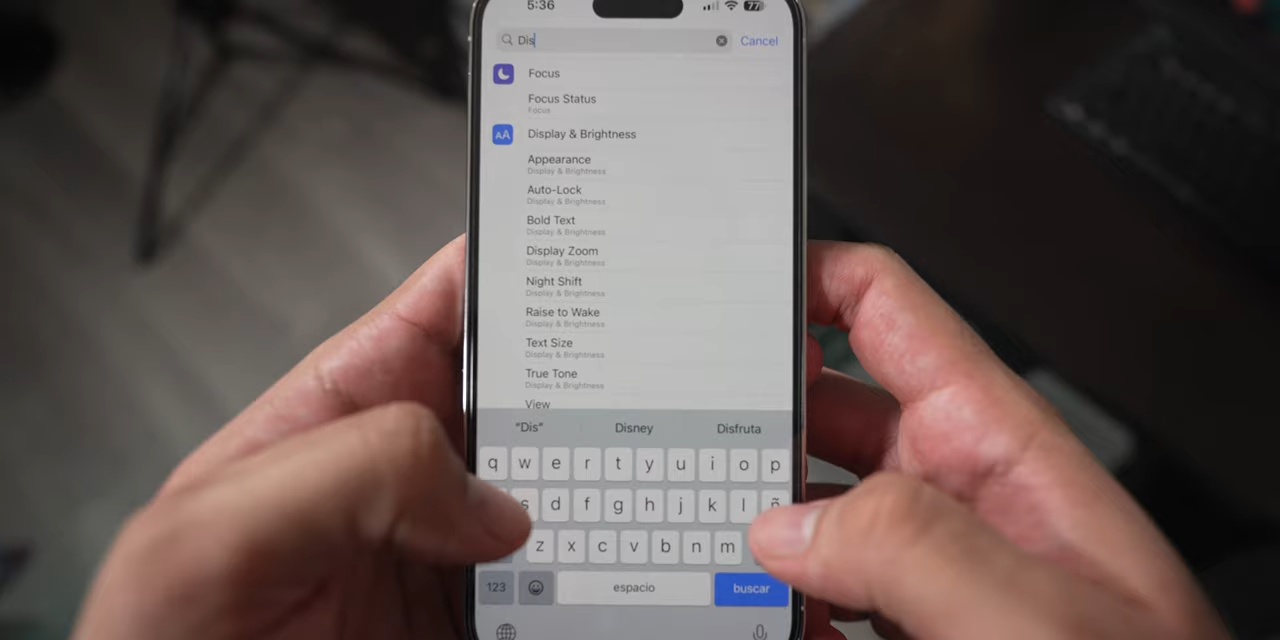 5:36 77
Dis Cancel
Focus
Focus Status
Focus
AA Display & Brightness
Appearance
Display & Brightness
Auto-Lock
Display & Brightness
Bold Text
Display & Brightness
Display Zoom
Display & Brightness
Night Shift
Display & Brightness
Raise to Wake
Display & Brightness
Text Size
Display & Brightness
True Tone
Display & Brightness
View
"Dis" Disney Disfruta
q w e r t y u i o p
s d f g h j k l ñ
z x c v b n m
123 espacio buscar